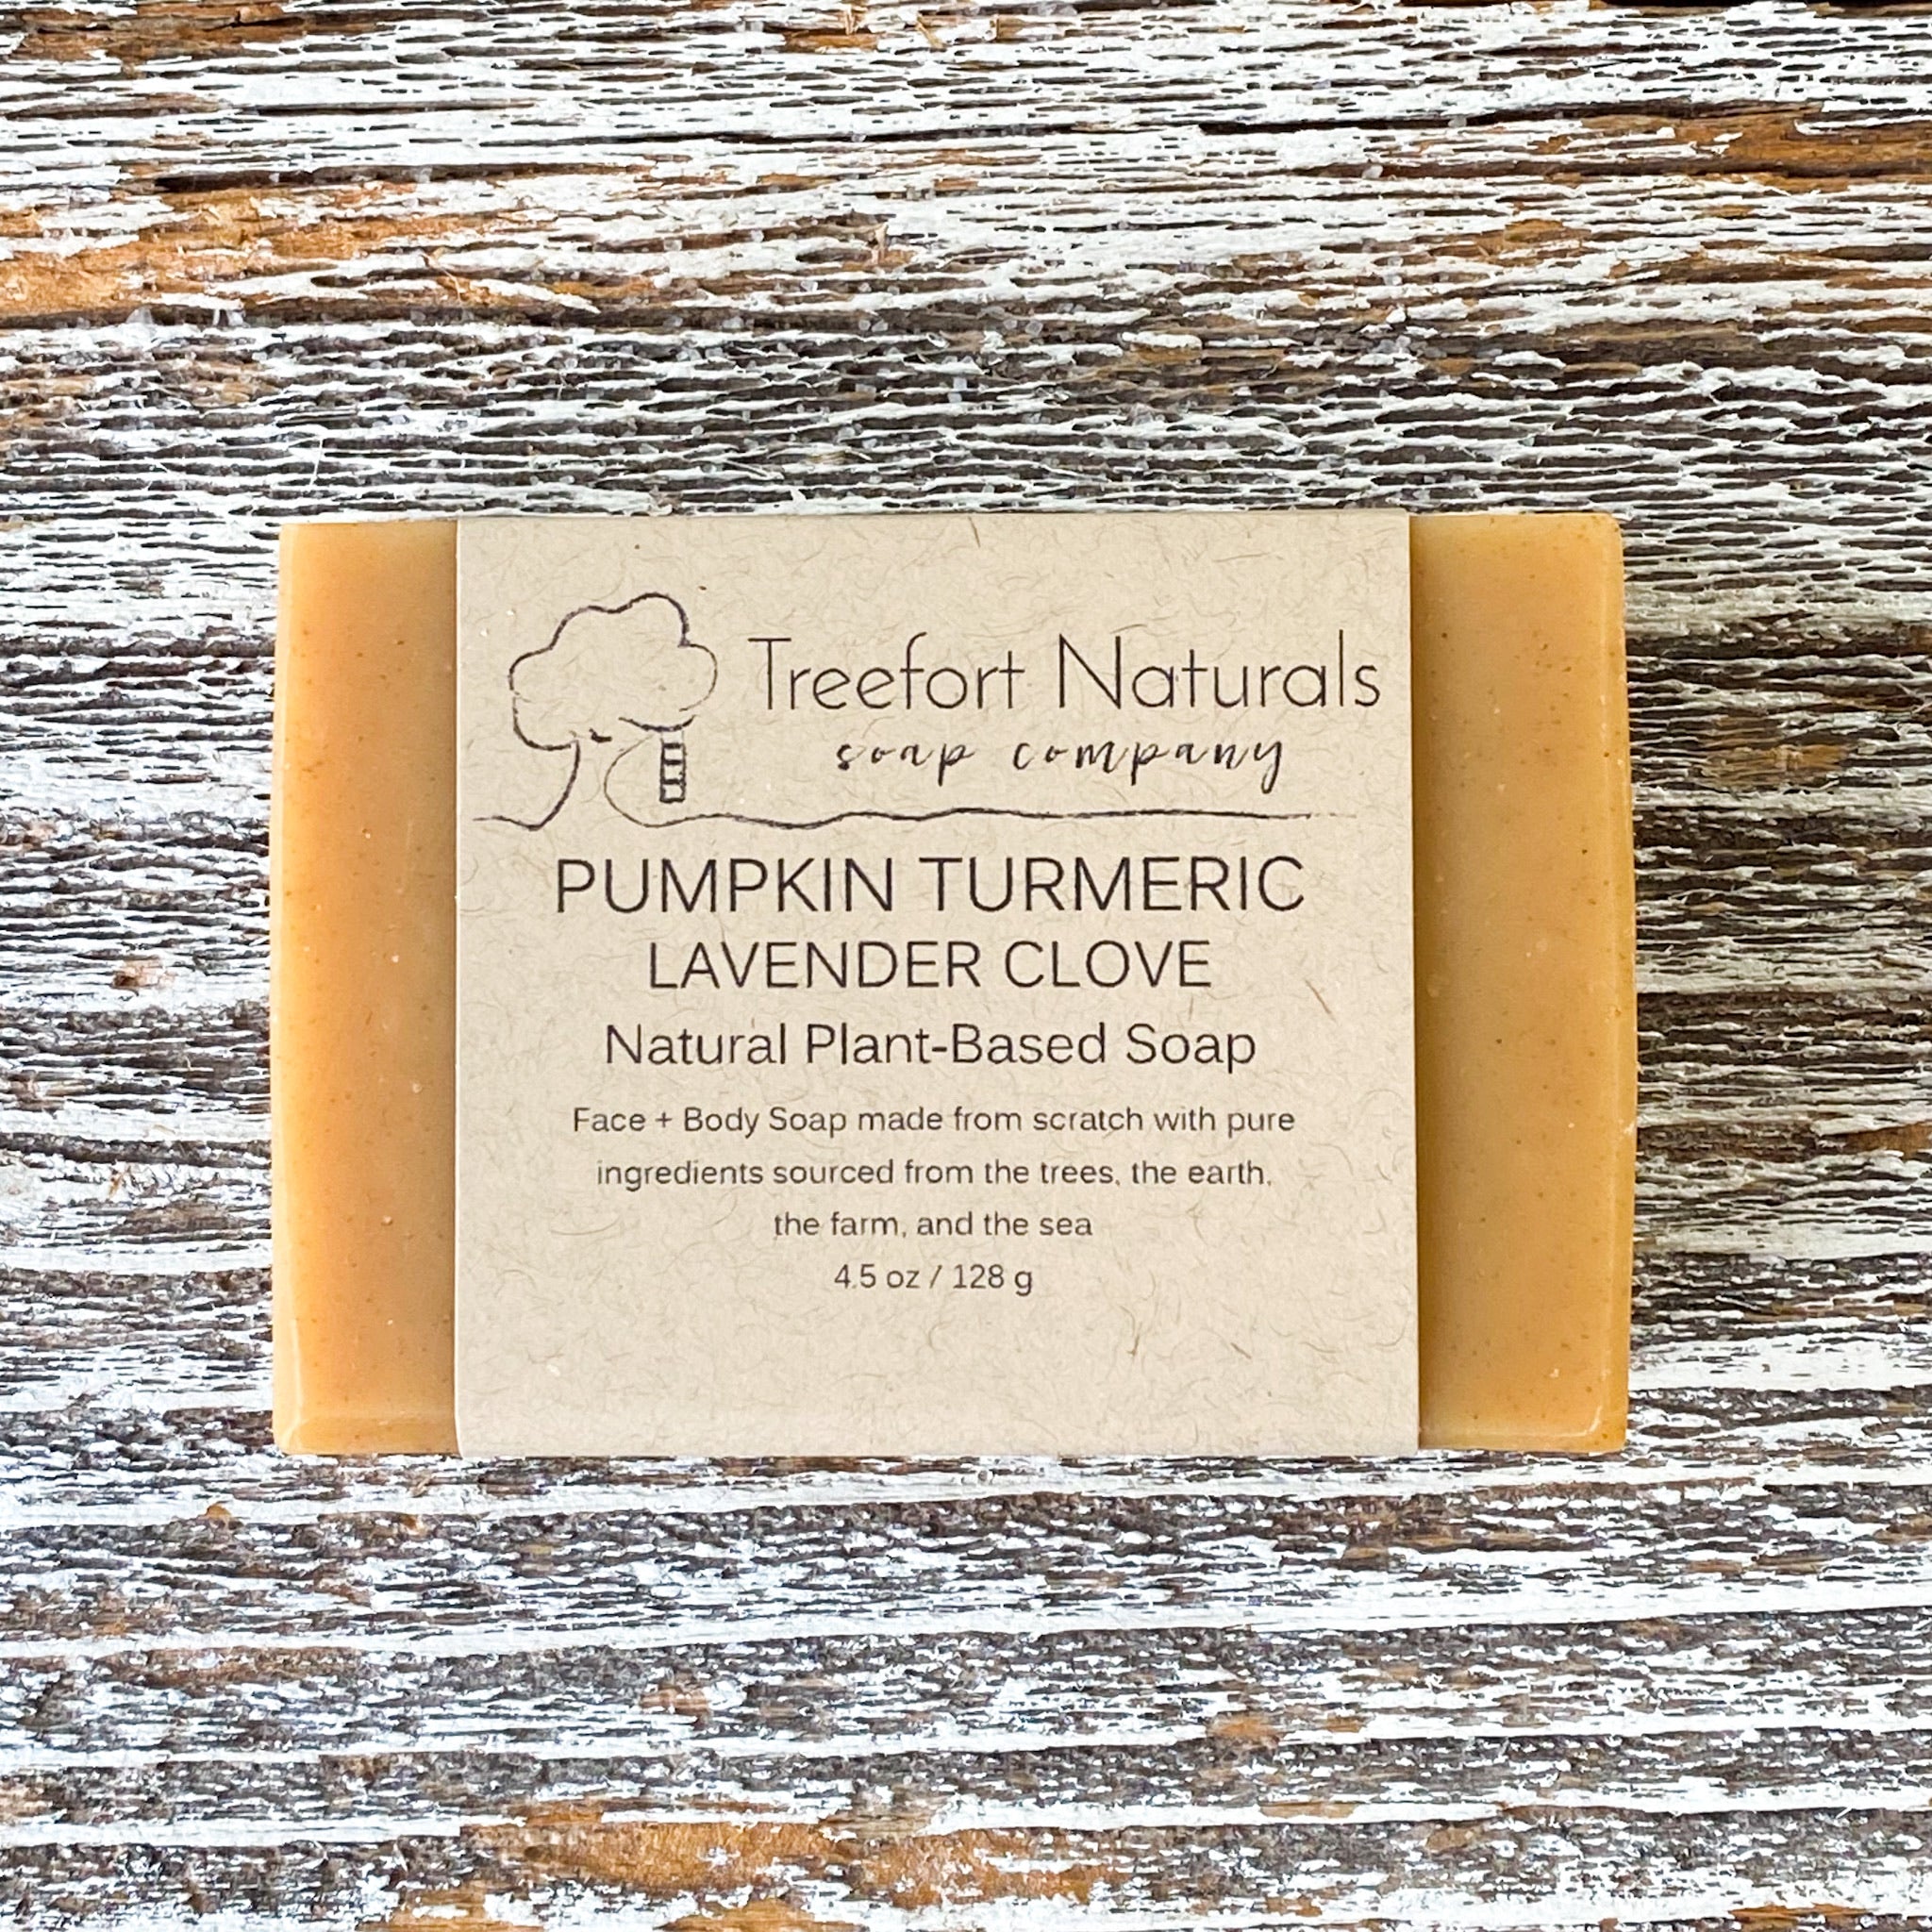 Treefort Naturals
soap company
PUMPKIN TURMERIC
LAVENDER CLOVE
Natural Plant-Based Soap
Face + Body Soap made from scratch with pure
ingredients sourced from the trees, the earth,
the farm, and the sea
4.5 oz / 128 g